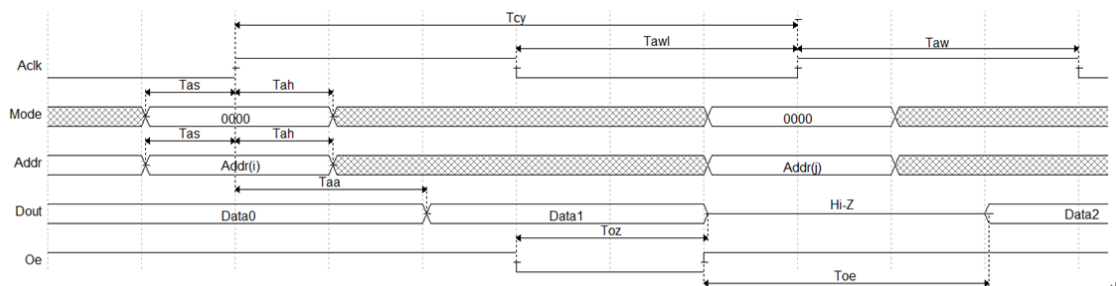 Tcy
Tawl
Taw
Aclk
Tas
Tah
Mode
0000
0000
Tas
Tah
Addr
Addr(i)
Addr(j)
Taa
Dout
Data0
Data1
Hi-Z
Data2
Toz
Oe
Toe